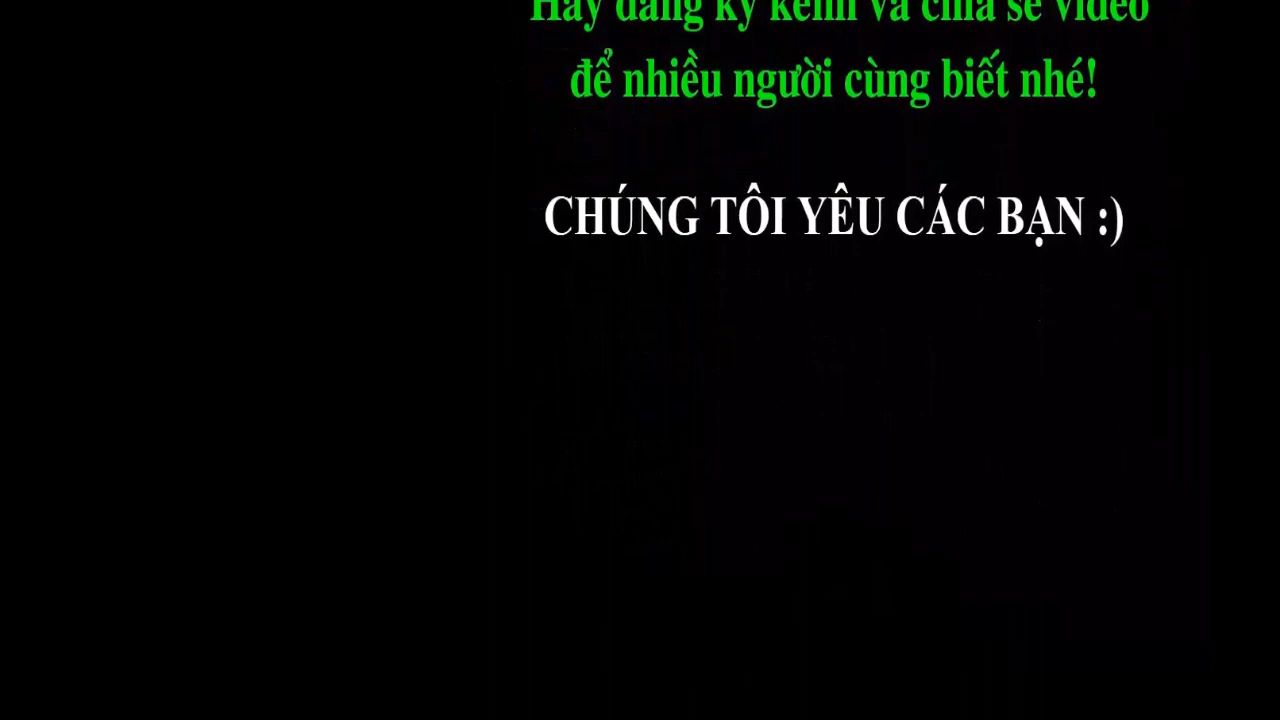 Hãy đăng ký kênh và chia sẻ video
để nhiều người cùng biết nhé!
CHÚNG TÔI YÊU CÁC BẠN :)